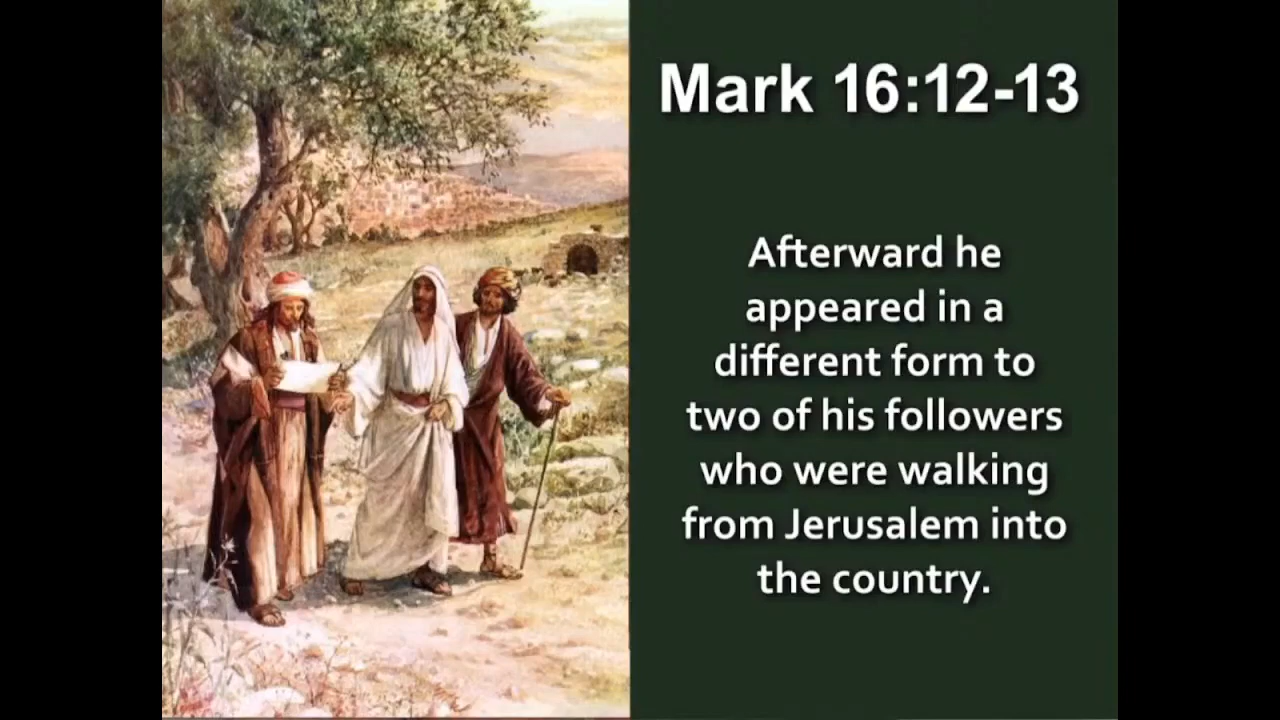 Mark 16:12-13
Afterward he
appeared in a
different form to
two of his followers
who were walking
from Jerusalem into
the country.